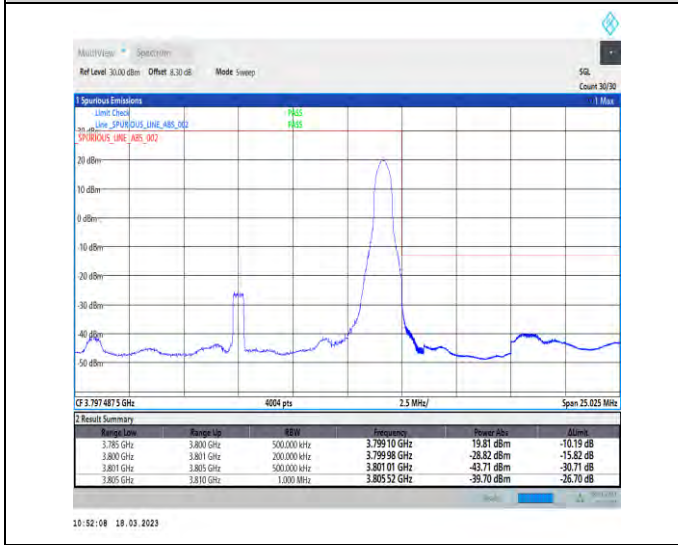 MultiView Spectrum
Ref Level 30.00 dBm Offset 8.30 dB Mode Sweep SGL
Count 30/30
1 Spurious Emissions 1 Max
Limit Check PASS
Line _SPURIOUS_LINE_ABS_002 PASS
SPURIOUS_LINE_ABS_002
20 dBm
10 dBm
0 dBm
-10 dBm
-20 dBm
-30 dBm
-40 dBm
-50 dBm
CF 3.797 487 5 GHz 4004 pts 2.5 MHz/ Span 25.025 MHz
2 Result Summary
Range Low Range Up RBW Frequency Power Abs ΔLimit
3.785 GHz 3.800 GHz 500.000 kHz 3.799 10 GHz 19.81 dBm -10.19 dB
3.800 GHz 3.801 GHz 200.000 kHz 3.799 98 GHz -28.82 dBm -15.82 dB
3.801 GHz 3.805 GHz 500.000 kHz 3.801 01 GHz -43.71 dBm -30.71 dB
3.805 GHz 3.810 GHz 1.000 MHz 3.805 52 GHz -39.70 dBm -26.70 dB
10:52:08 18.03.2023